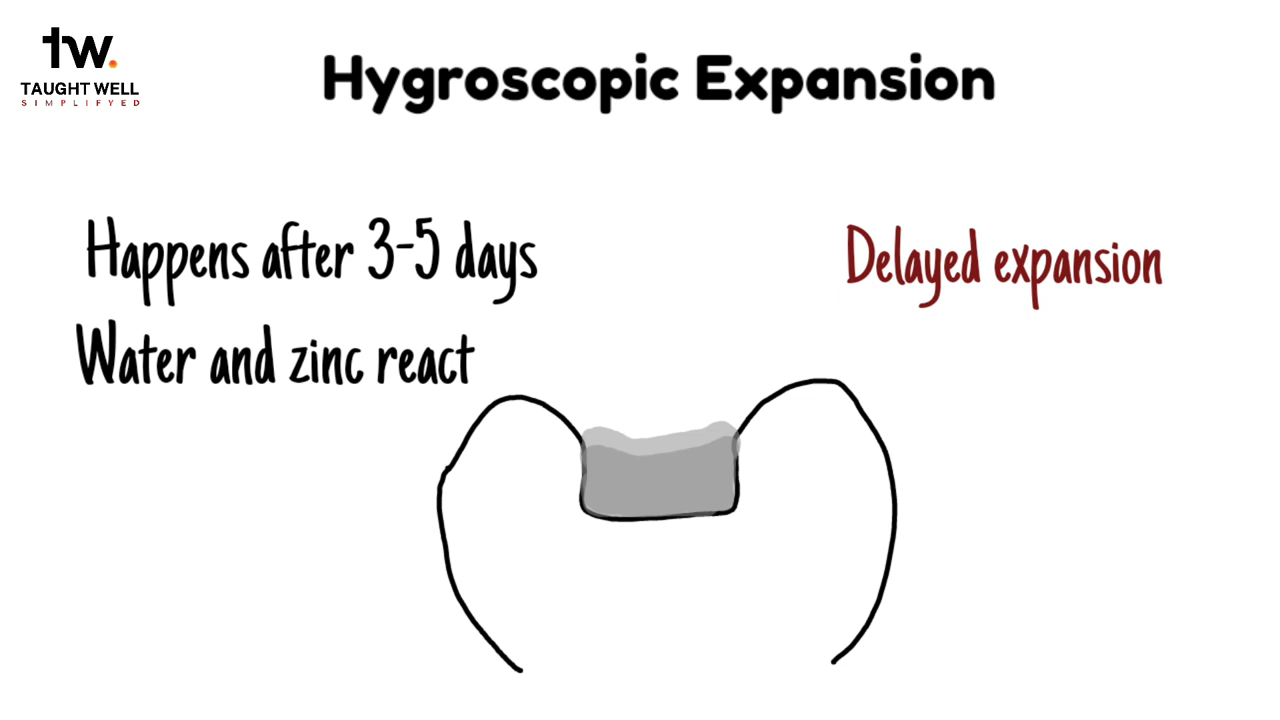 tw.
TAUGHT WELL
SIMPLIFYED
Hygroscopic Expansion
Happens after 3-5 days
Delayed expansion
Water and zinc react